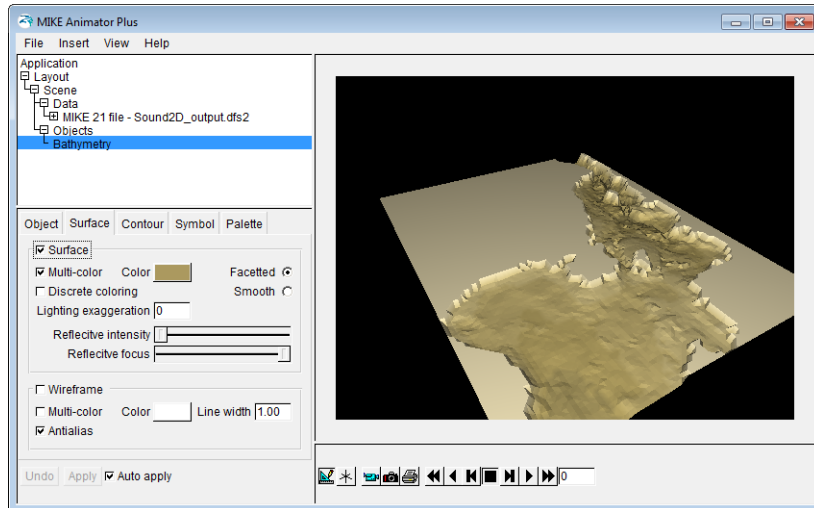 MIKE Animator Plus
File Insert View Help
Application
Layout
Scene
Data
MIKE 21 file - Sound2D_output.dfs2
Objects
Bathymetry
Object Surface Contour Symbol Palette
Surface
Multi-color Color Facetted
Discrete coloring Smooth
Lighting exaggeration 0
Reflecitve intensity
Reflecitve focus
Wireframe
Multi-color Color Line width 1.00
Antialias
Undo Apply Auto apply
0